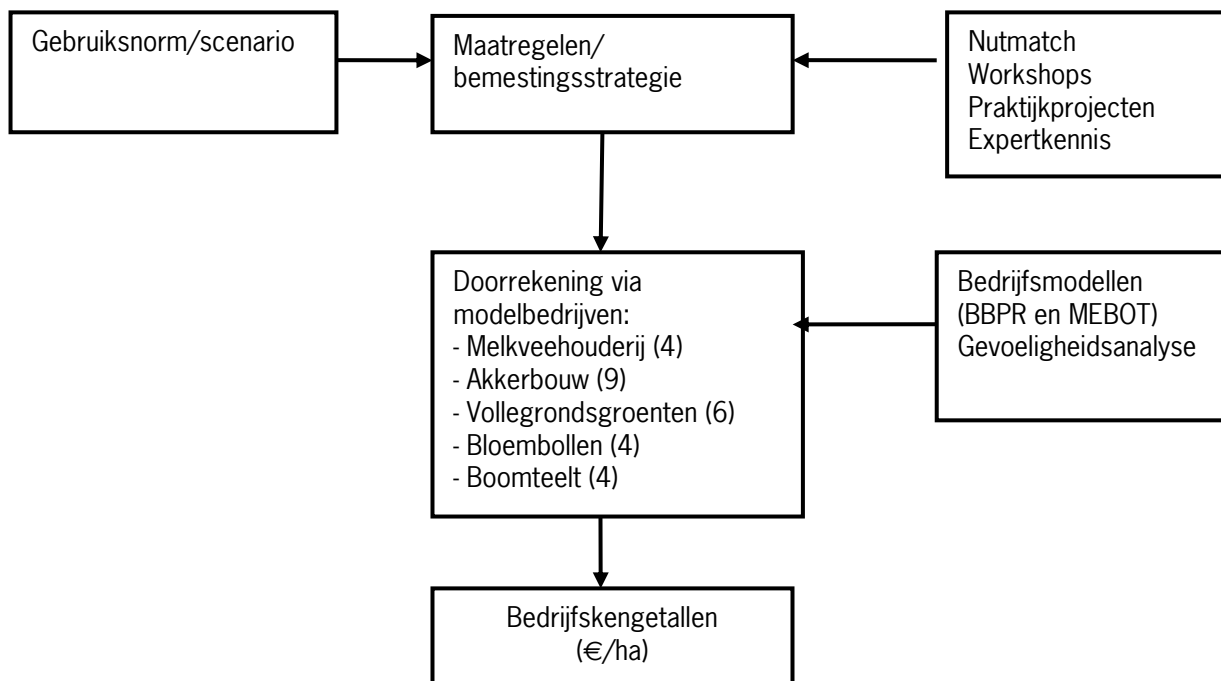 Gebruiksnorm/scenario
Maatregelen/
bemestingsstrategie
Nutmatch
Workshops
Praktijkprojecten
Expertkennis
Doorrekening via
modelbedrijven:
- Melkveehouderij (4)
- Akkerbouw (9)
- Vollegrondsgroenten (6)
- Bloembollen (4)
- Boomteelt (4)
Bedrijfsmodellen
(BBPR en MEBOT)
Gevoeligheidsanalyse
Bedrijfskengetallen
(€/ha)